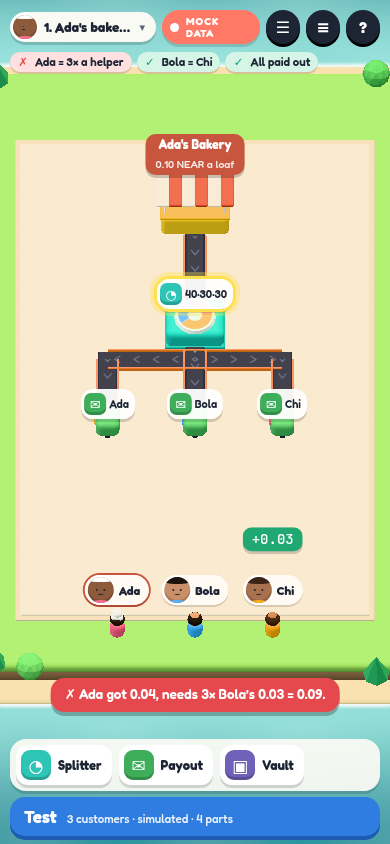 1. Ada's bake...
MOCK DATA
?
✗ Ada = 3x a helper
✓ Bola = Chi
✓ All paid out
Ada's Bakery
0.10 NEAR a loaf
40-30-30
Ada
Bola
Chi
+0.03
Ada
Bola
Chi
✗ Ada got 0.04, needs 3x Bola's 0.03 = 0.09.
Splitter
Payout
Vault
Test 3 customers · simulated · 4 parts